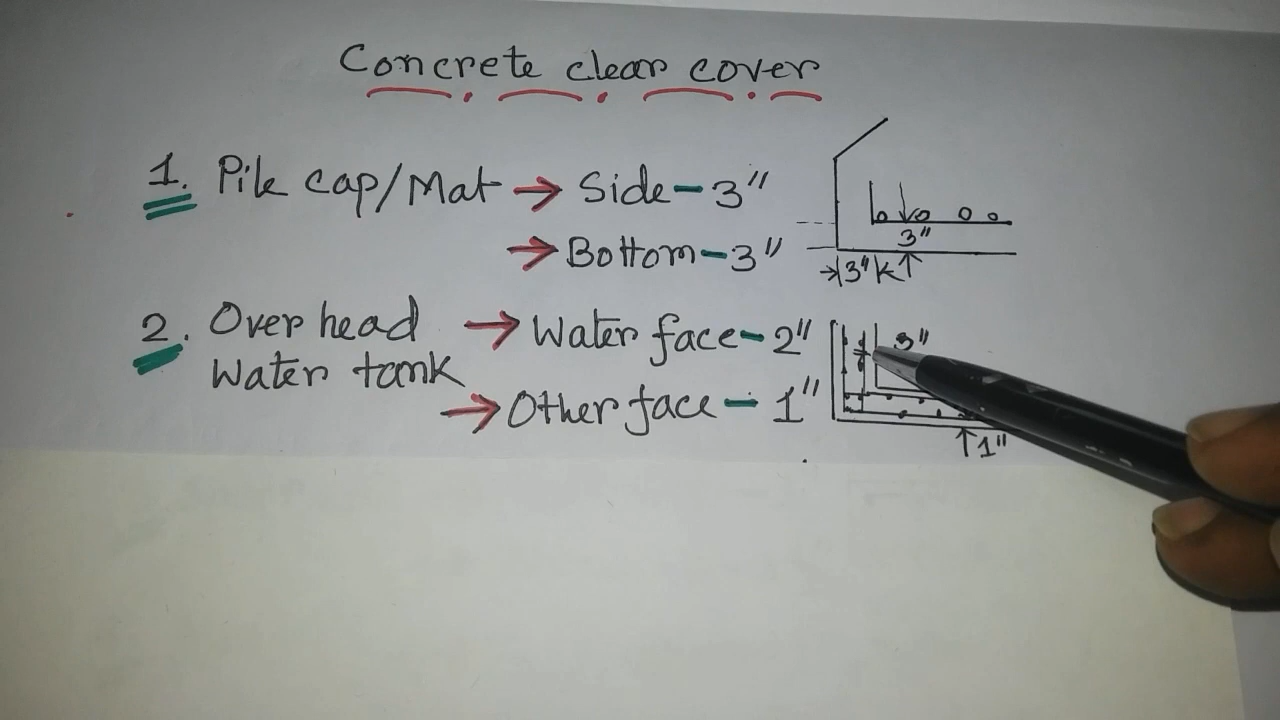 Concrete clear cover
1. Pile cap/Mat → Side - 3"
→ Bottom - 3"
3"
3"
2. Over head → Water face - 2"
Water tank
3"
→ Other face - 1"
1"